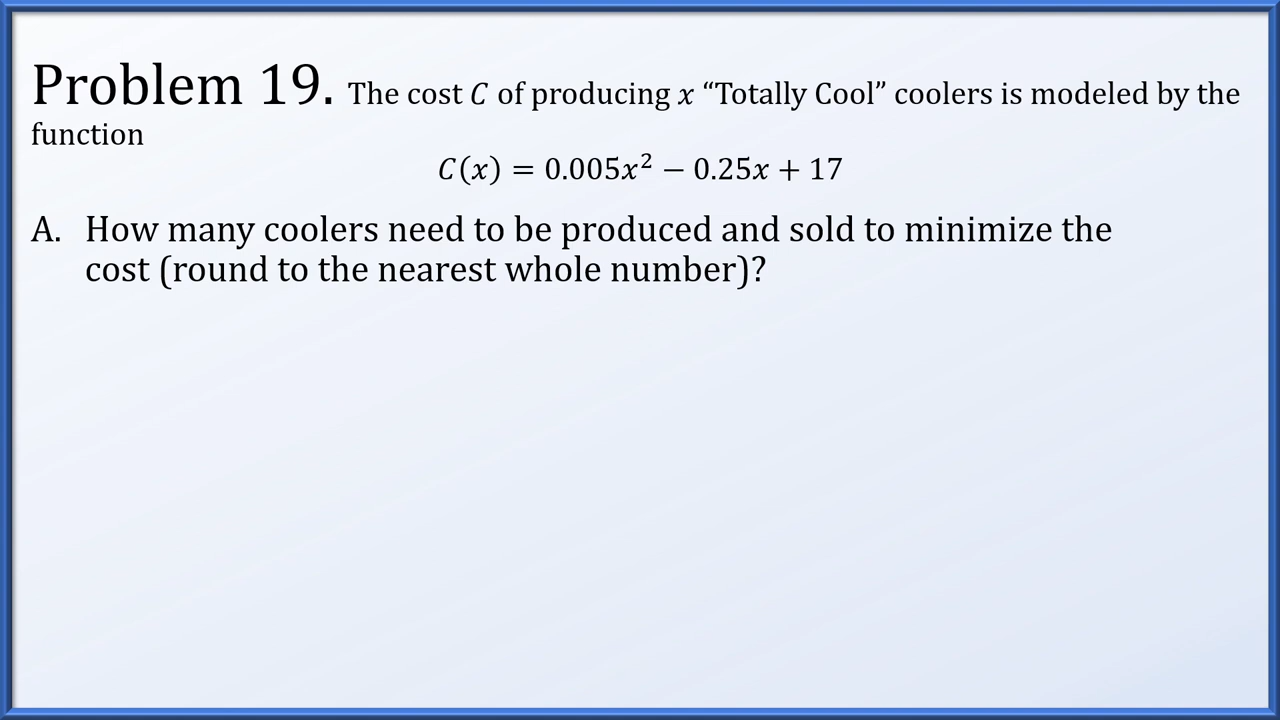 Problem 19. The cost C of producing x “Totally Cool” coolers is modeled by the
function
C(x) = 0.005x² − 0.25x + 17
A. How many coolers need to be produced and sold to minimize the
cost (round to the nearest whole number)?